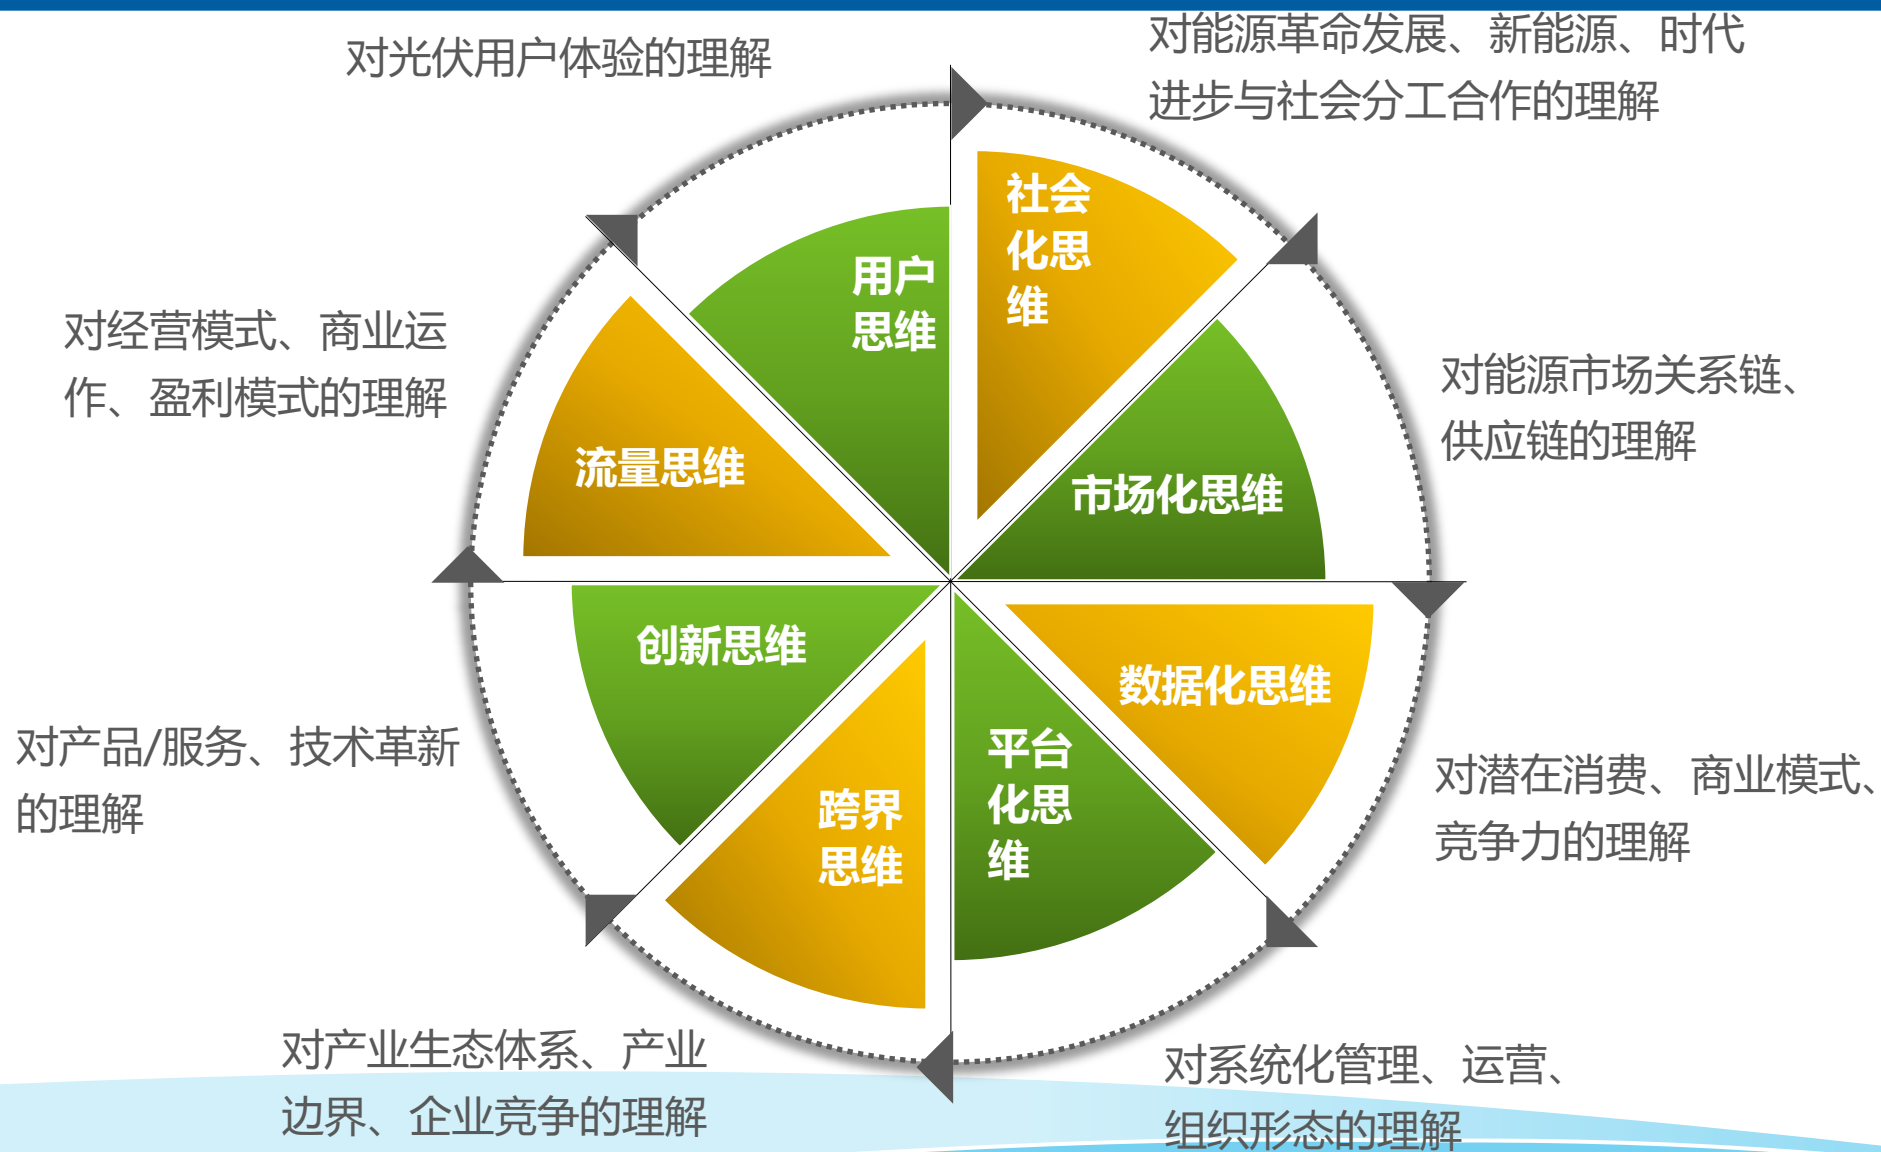 对光伏用户体验的理解
对能源革命发展、新能源、时代
进步与社会分工合作的理解
社会
化思
维
用户
思维
对经营模式、商业运
作、盈利模式的理解
对能源市场关系链、
供应链的理解
流量思维
市场化思维
创新思维
数据化思维
对产品/服务、技术革新
的理解
平台
化思
维
对潜在消费、商业模式、
竞争力的理解
跨界
思维
对产业生态体系、产业
边界、企业竞争的理解
对系统化管理、运营、
组织形态的理解